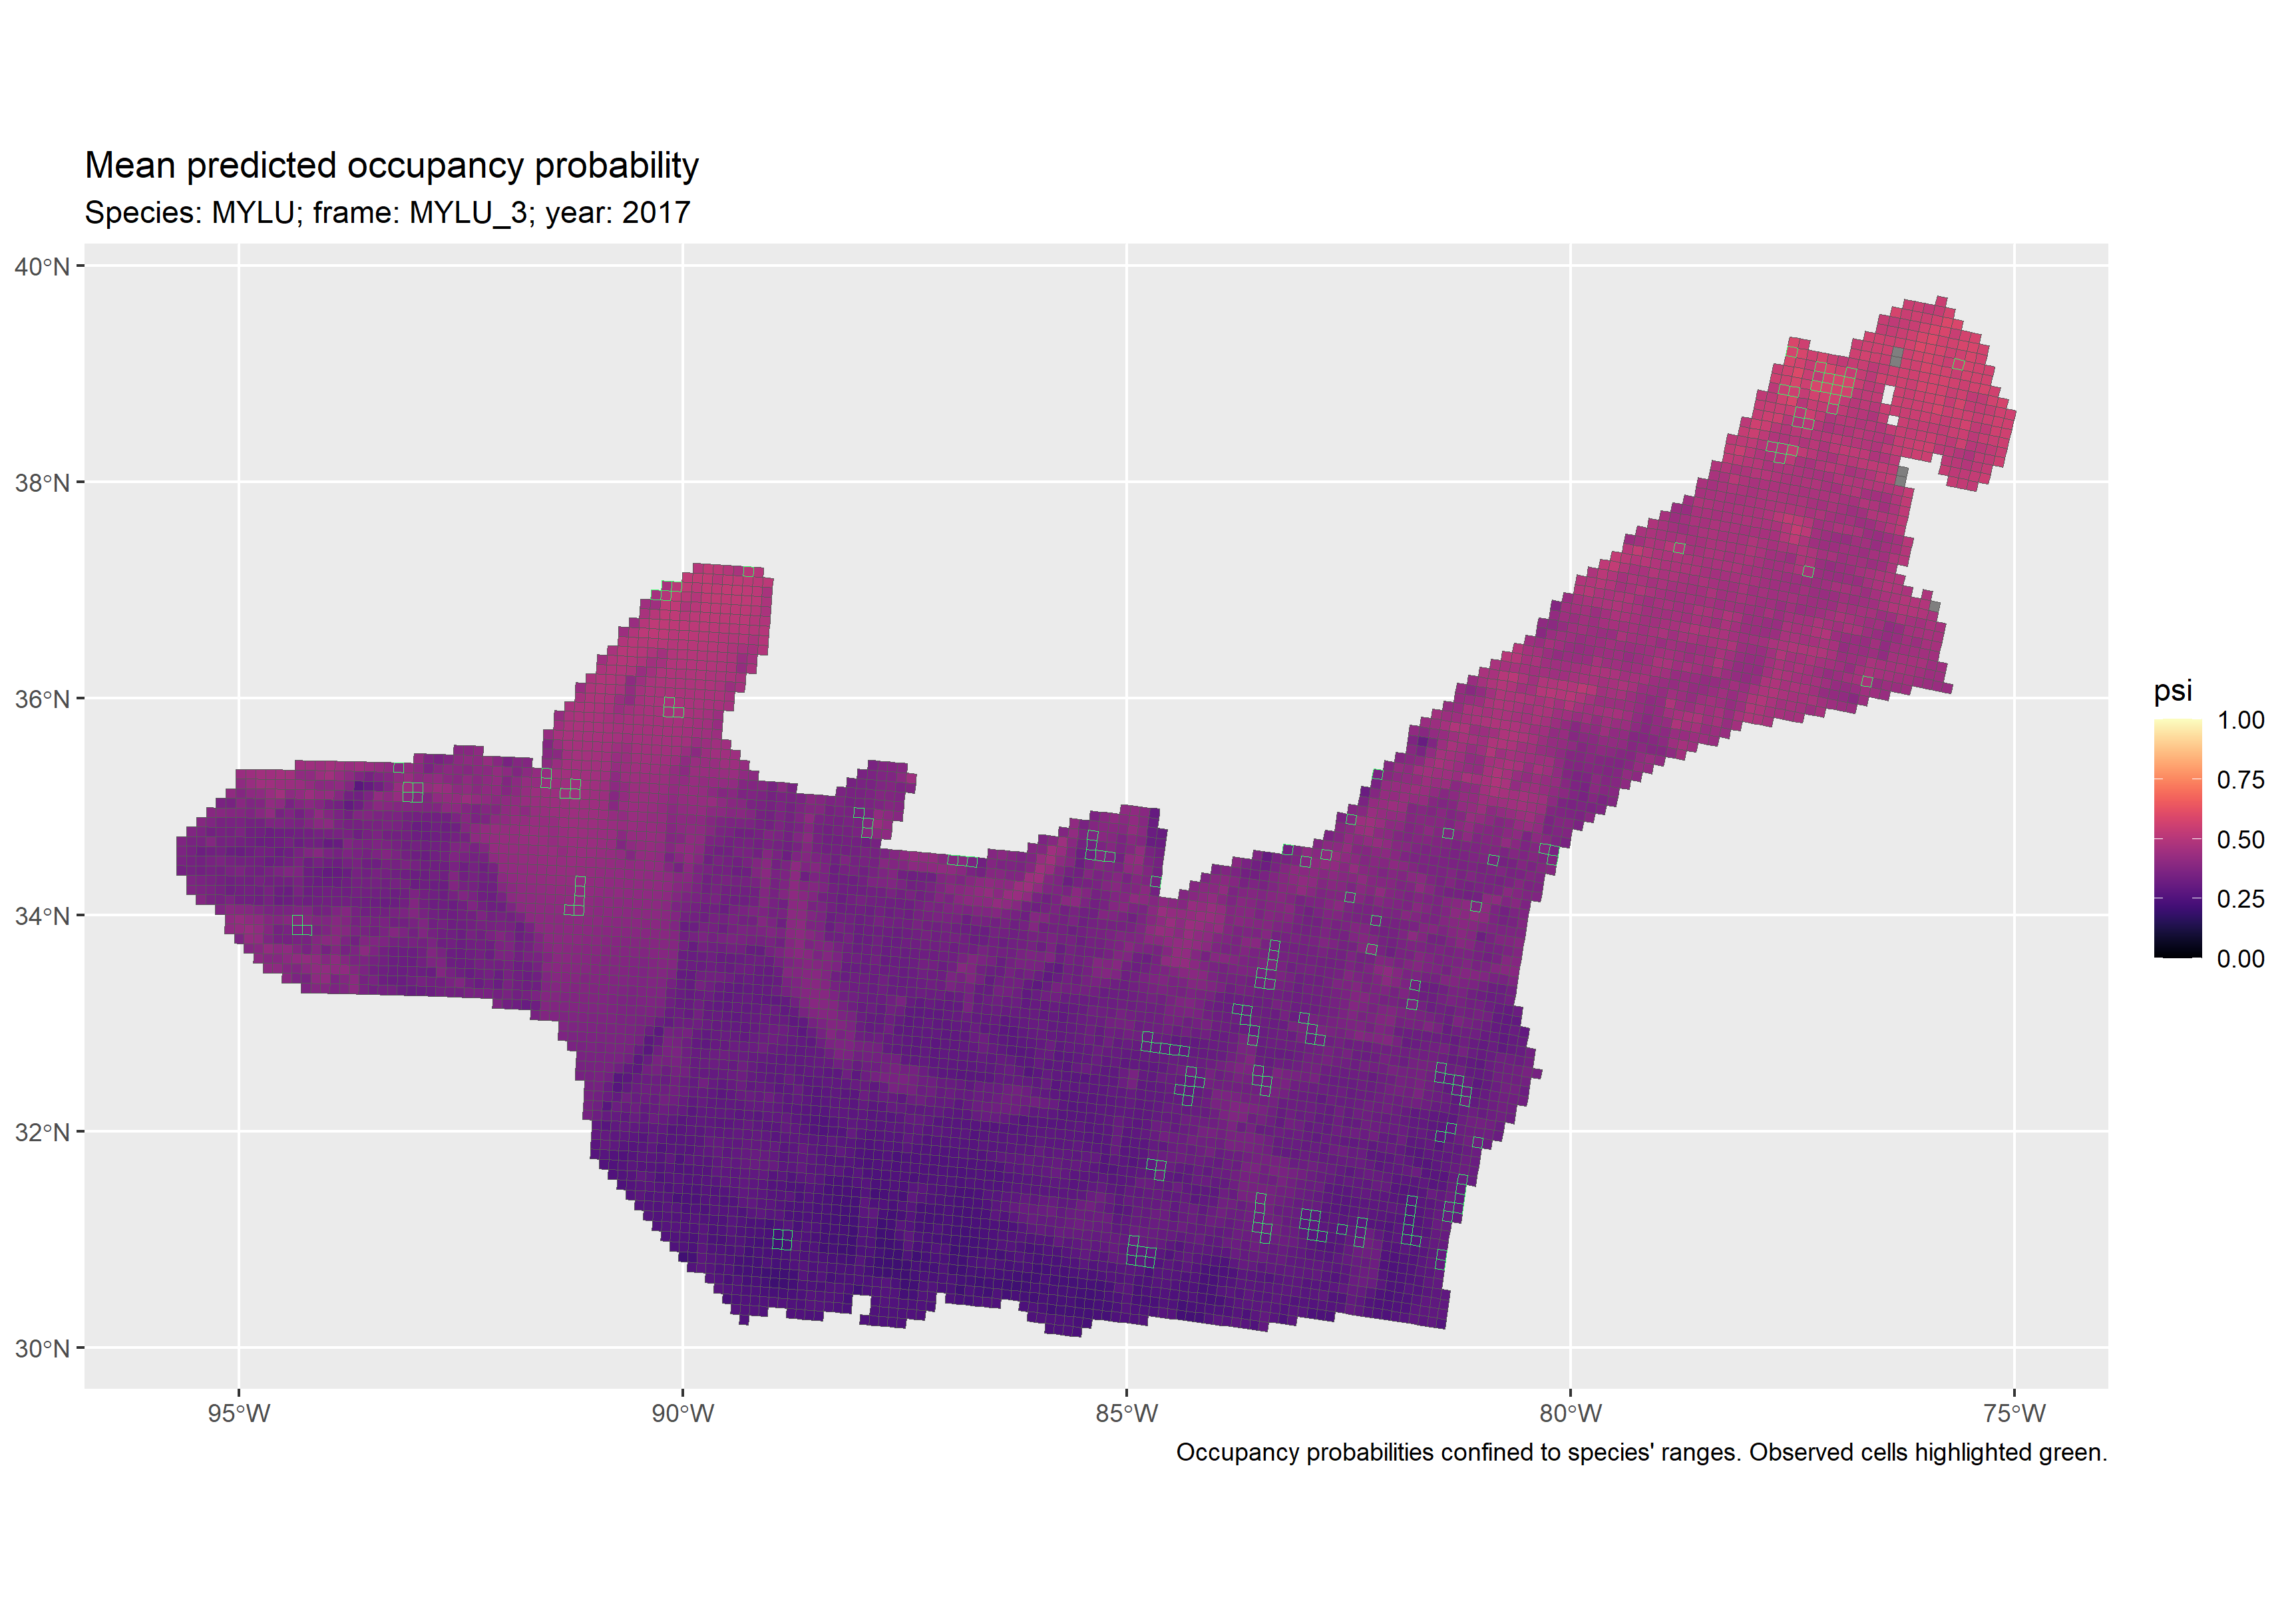 Mean predicted occupancy probability
Species: MYLU; frame: MYLU_3; year: 2017
40°N
38°N
36°N
34°N
32°N
30°N
95°W
90°W
85°W
80°W
75°W
psi
1.00
0.75
0.50
0.25
0.00
Occupancy probabilities confined to species' ranges. Observed cells highlighted green.